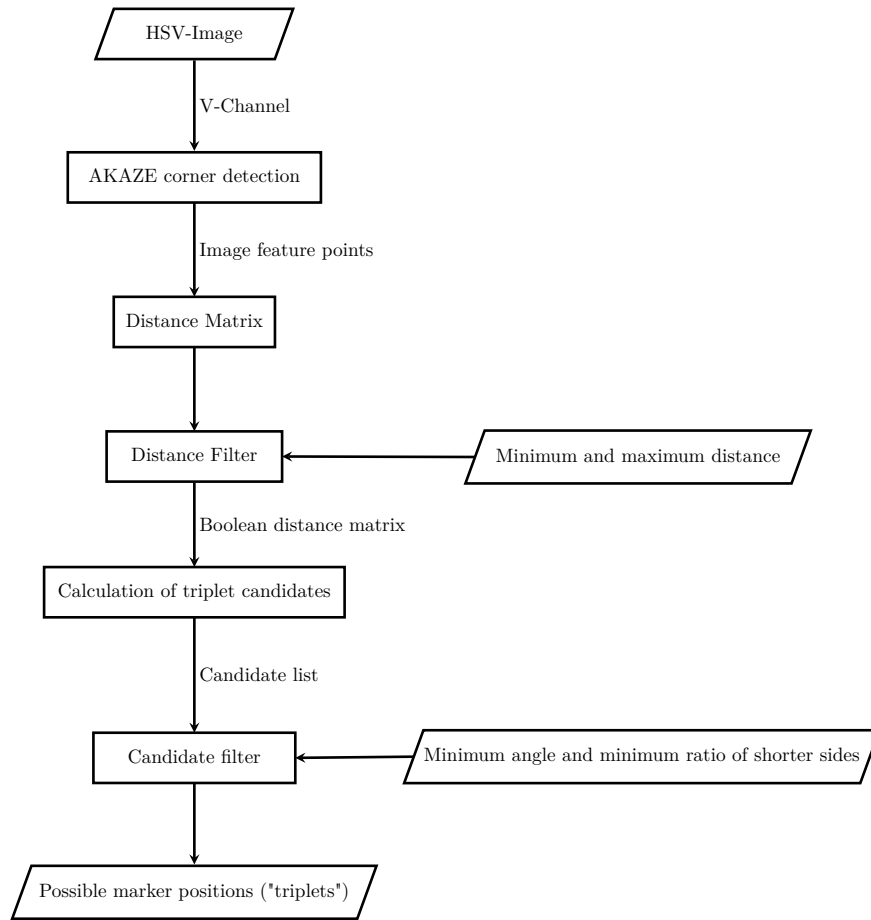 HSV-Image
V-Channel
AKAZE corner detection
Image feature points
Distance Matrix
Distance Filter
Minimum and maximum distance
Boolean distance matrix
Calculation of triplet candidates
Candidate list
Candidate filter
Minimum angle and minimum ratio of shorter sides
Possible marker positions ("triplets")